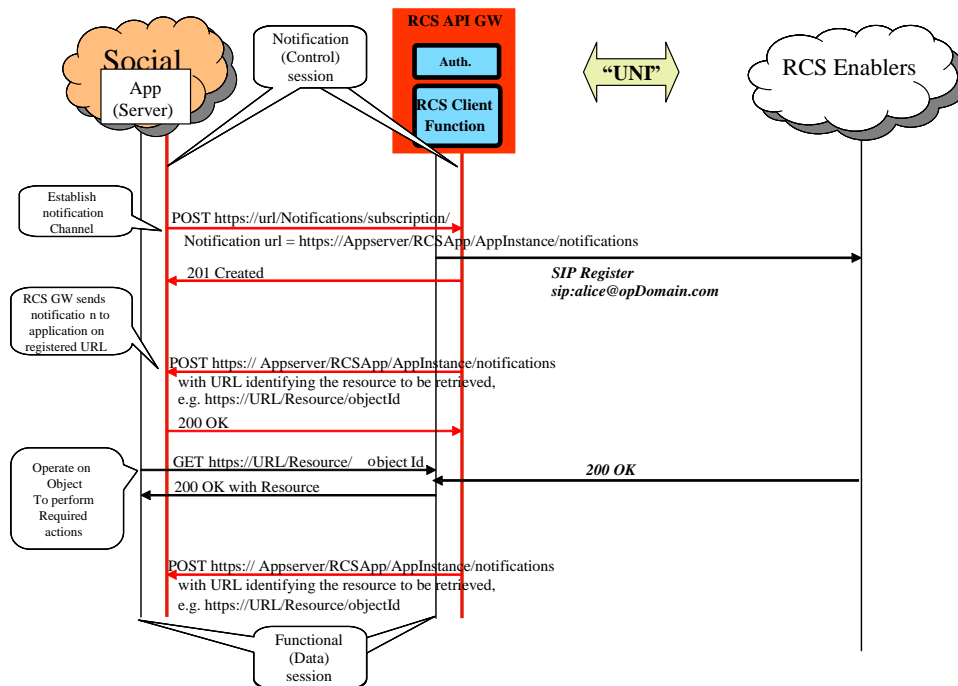 Social
App
(Server)
Notification
(Control)
session
RCS API GW
Auth.
RCS Client
Function
“UNI”
RCS Enablers
Establish
notification
Channel
POST https://url/Notifications/subscription/
Notification url = https://Appserver/RCSApp/AppInstance/notifications
SIP Register
sip:alice@opDomain.com
201 Created
RCS GW sends
notificatio n to
application on
registered URL
POST https:// Appserver/RCSApp/AppInstance/notifications
with URL identifying the resource to be retrieved,
e.g. https://URL/Resource/objectId
200 OK
Operate on
Object
To perform
Required
actions
GET https://URL/Resource/ object Id
200 OK
200 OK with Resource
POST https:// Appserver/RCSApp/AppInstance/notifications
with URL identifying the resource to be retrieved,
e.g. https://URL/Resource/objectId
Functional
(Data)
session